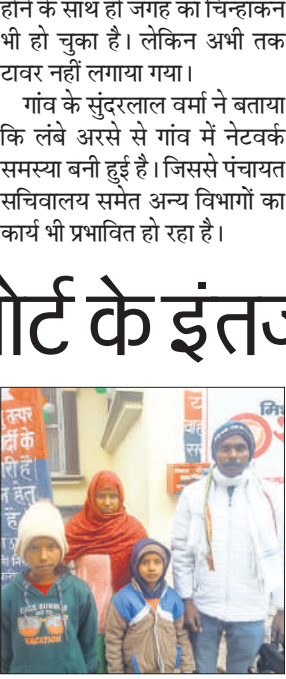 होने के साथ ही जगह का चिन्हांकन
भी हो चुका है। लेकिन अभी तक
टावर नहीं लगाया गया।
गांव के सुंदरलाल वर्मा ने बताया
कि लंबे अरसे से गांव में नेटवर्क
समस्या बनी हुई है। जिससे पंचायत
सचिवालय समेत अन्य विभागों का
कार्य भी प्रभावित हो रहा है।
के
VACATION